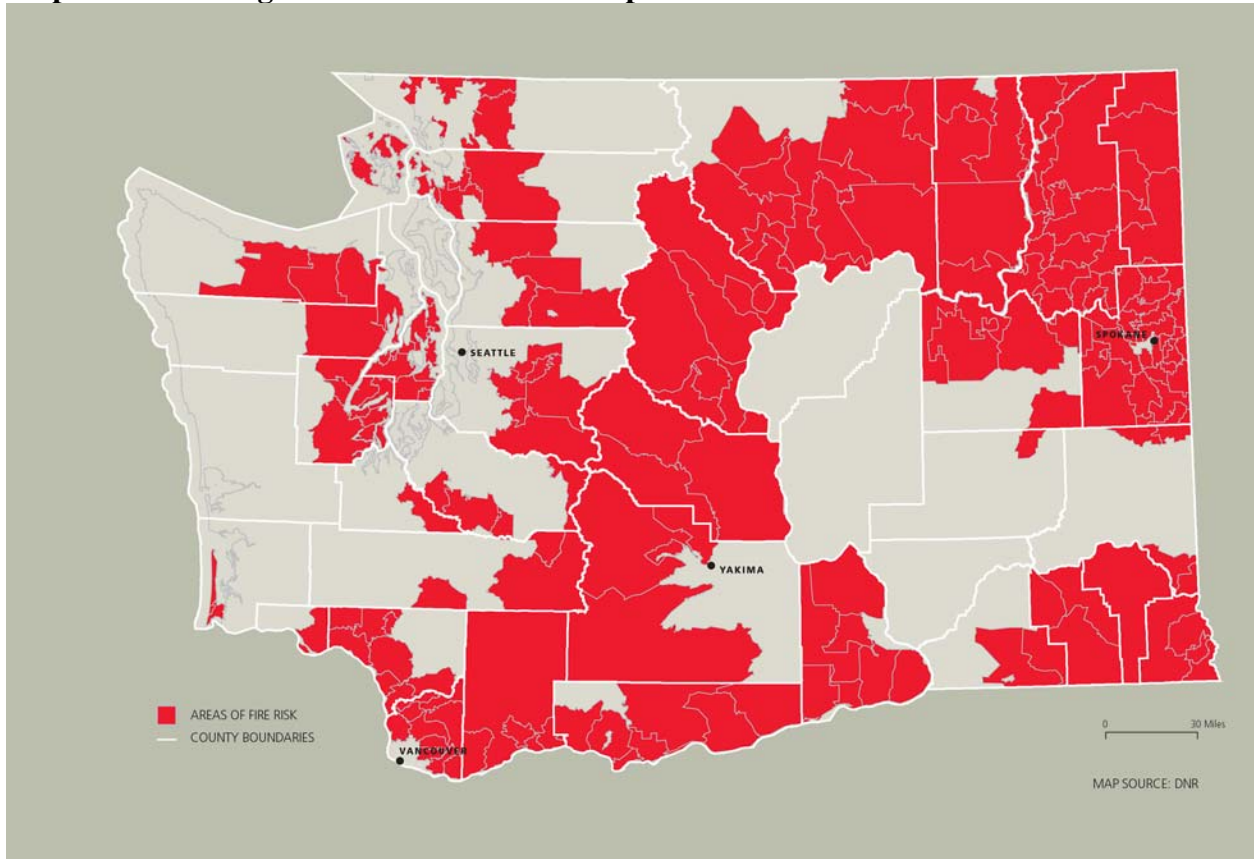 SEATTLE
SPOKANE
YAKIMA
AREAS OF FIRE RISK
COUNTY BOUNDARIES
VANCOUVER
0 30 Miles
MAP SOURCE: DNR